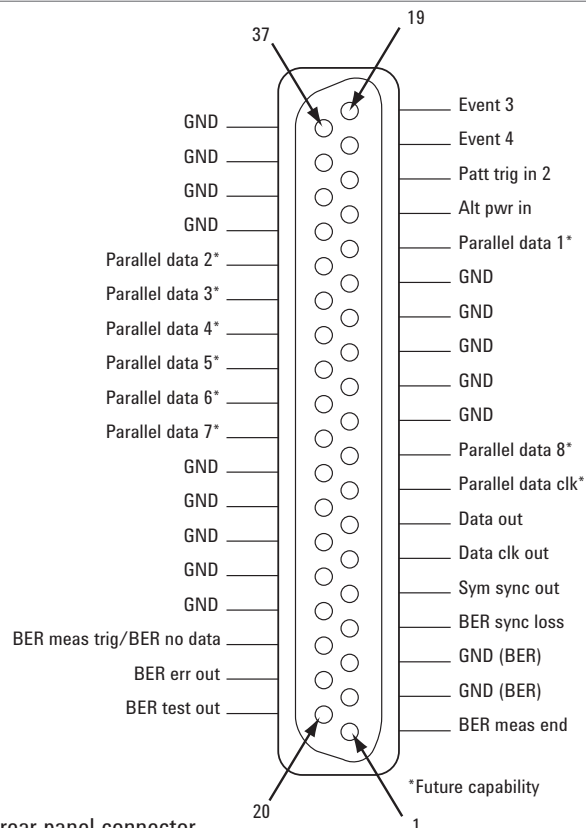 37
19
GND
GND
GND
GND
Parallel data 2*
Parallel data 3*
Parallel data 4*
Parallel data 5*
Parallel data 6*
Parallel data 7*
GND
GND
GND
GND
GND
BER meas trig/BER no data
BER err out
BER test out
Event 3
Event 4
Patt trig in 2
Alt pwr in
Parallel data 1*
GND
GND
GND
GND
GND
Parallel data 8*
Parallel data clk*
Data out
Data clk out
Sym sync out
BER sync loss
GND (BER)
GND (BER)
BER meas end
*Future capability
20
1
rear panel connector